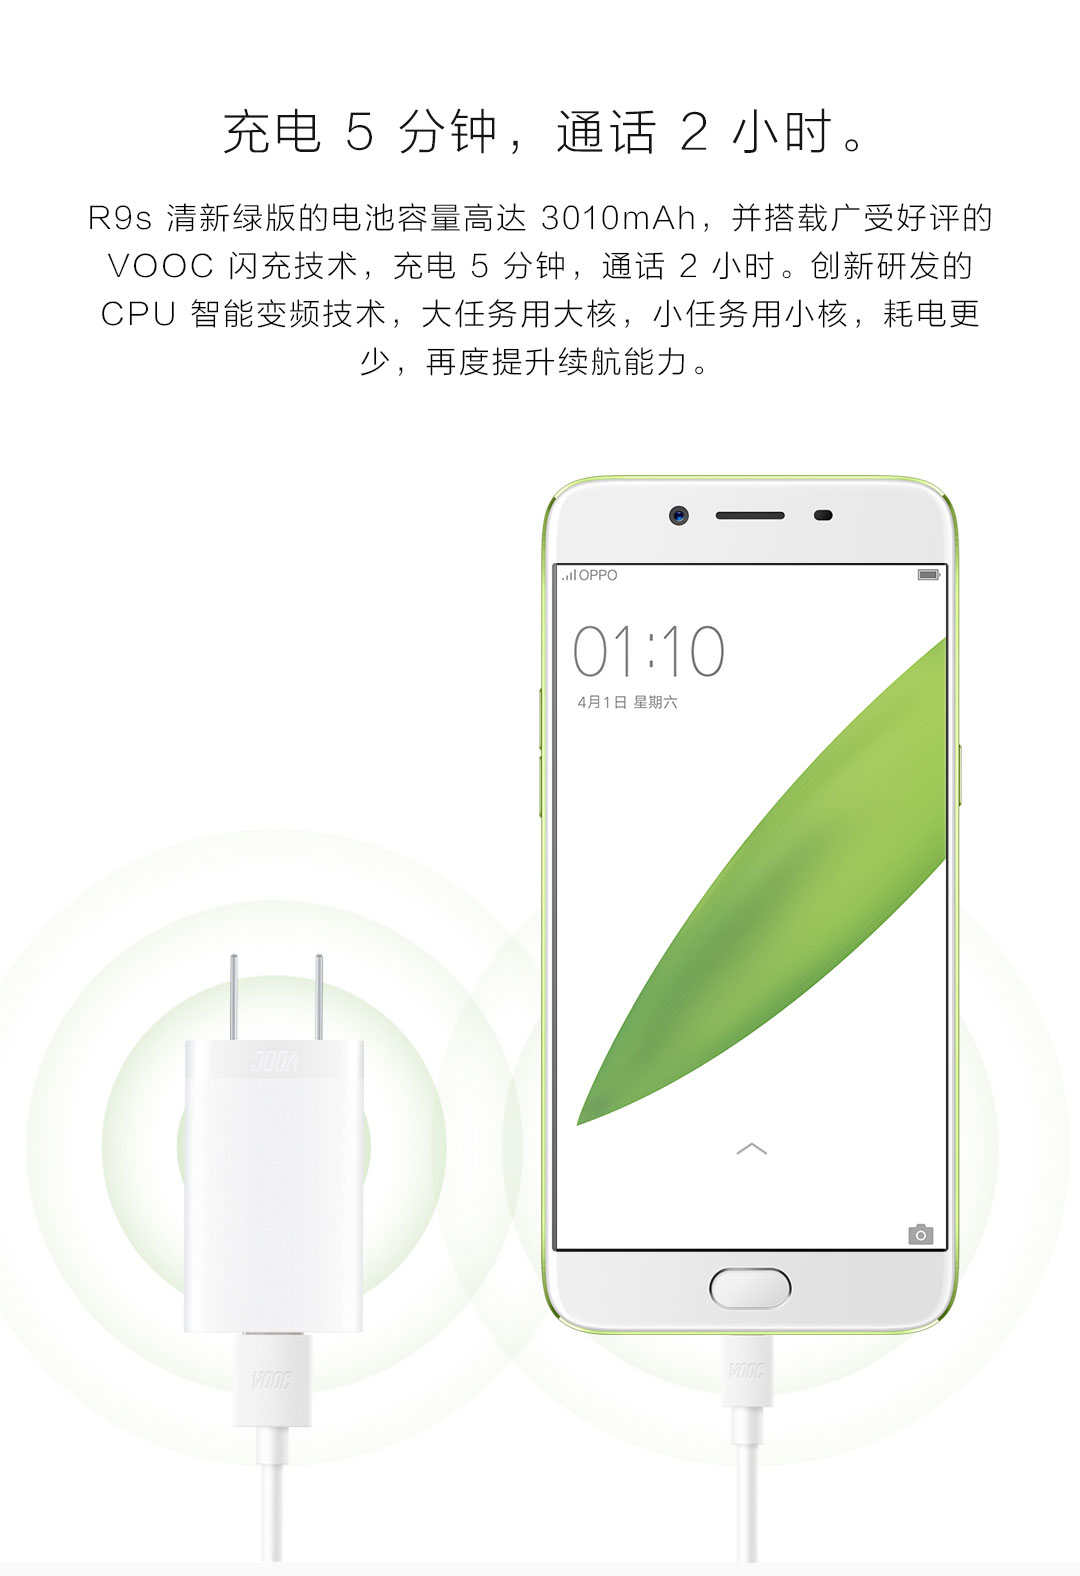 充电 5 分钟，通话 2 小时。
R9s 清新绿版的电池容量高达 3010mAh，并搭载广受好评的
VOOC 闪充技术，充电 5 分钟，通话 2 小时。创新研发的
CPU 智能变频技术，大任务用大核，小任务用小核，耗电更
少，再度提升续航能力。
OPPO
01:10
4月1日 星期六
VOOC
VOOC
VOOC